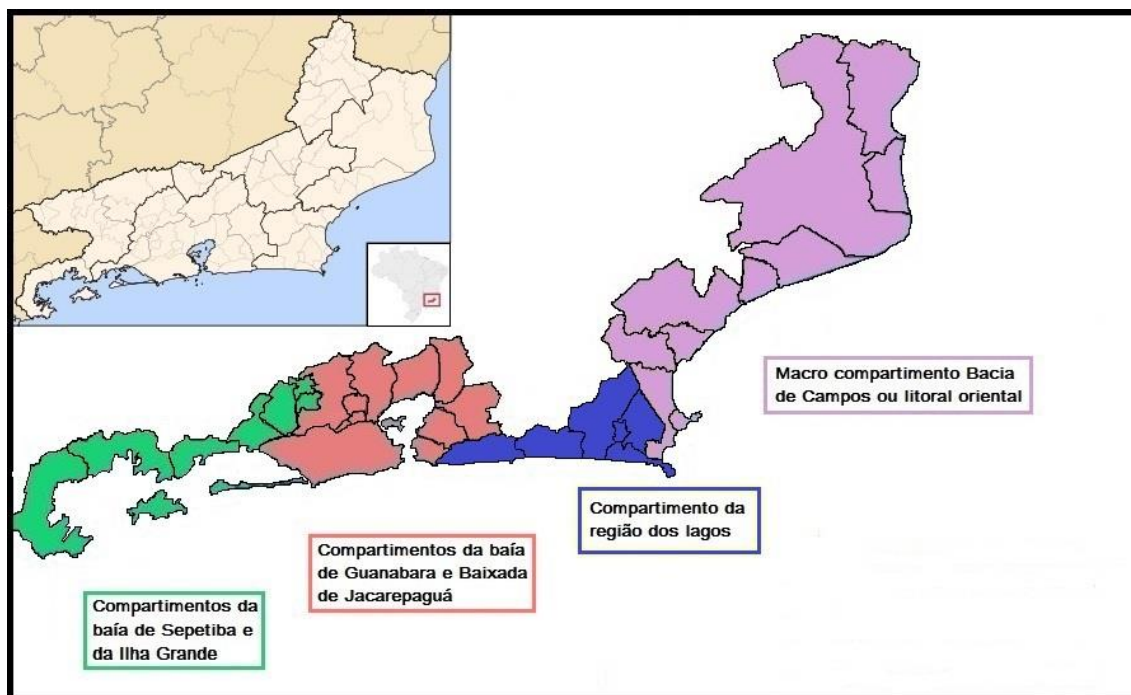 Macro compartimento Bacia
de Campos ou litoral oriental
Compartimento da
região dos lagos
Compartimentos da baía
de Guanabara e Baixada
de Jacarepaguá
Compartimentos da
baía de Sepetiba e
da Ilha Grande